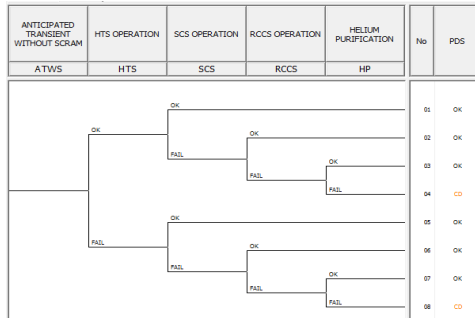 ANTICIPATED TRANSIENT WITHOUT SCRAM
HTS OPERATION
SCS OPERATION
RCCS OPERATION
HELIUM PURIFICATION
No
PDS
ATWS
HTS
SCS
RCCS
HP
OK
01
OK
OK
OK
02
OK
FAIL
OK
03
OK
FAIL
FAIL
04
CD
OK
05
OK
FAIL
OK
06
OK
FAIL
OK
07
OK
FAIL
FAIL
08
CD